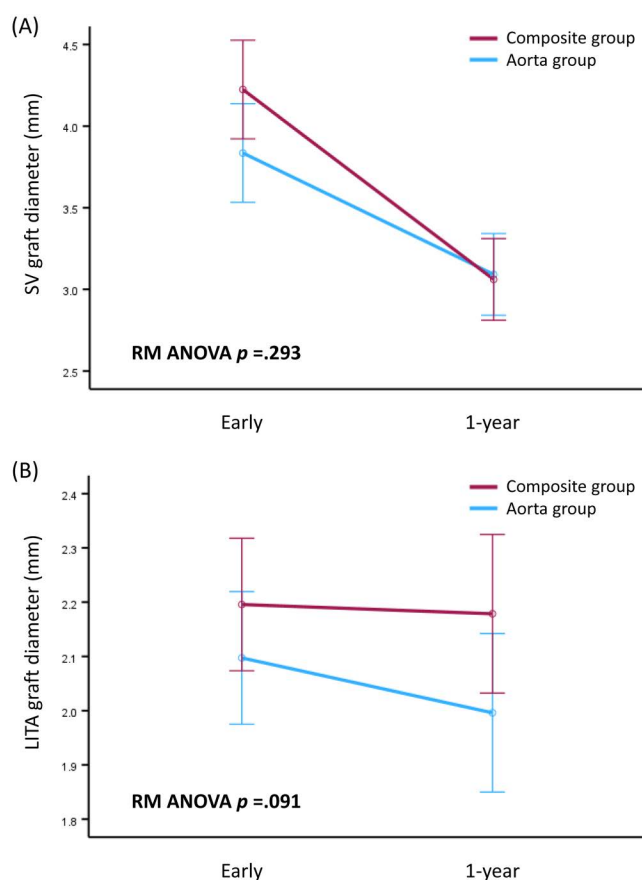 (A)
Composite group
Aorta group
4.5
4.0
3.5
3.0
2.5
SV graft diameter (mm)
RM ANOVA p =.293
Early 1-year
(B)
Composite group
Aorta group
2.4
2.3
2.2
2.1
2.0
1.9
1.8
LITA graft diameter (mm)
RM ANOVA p =.091
Early 1-year